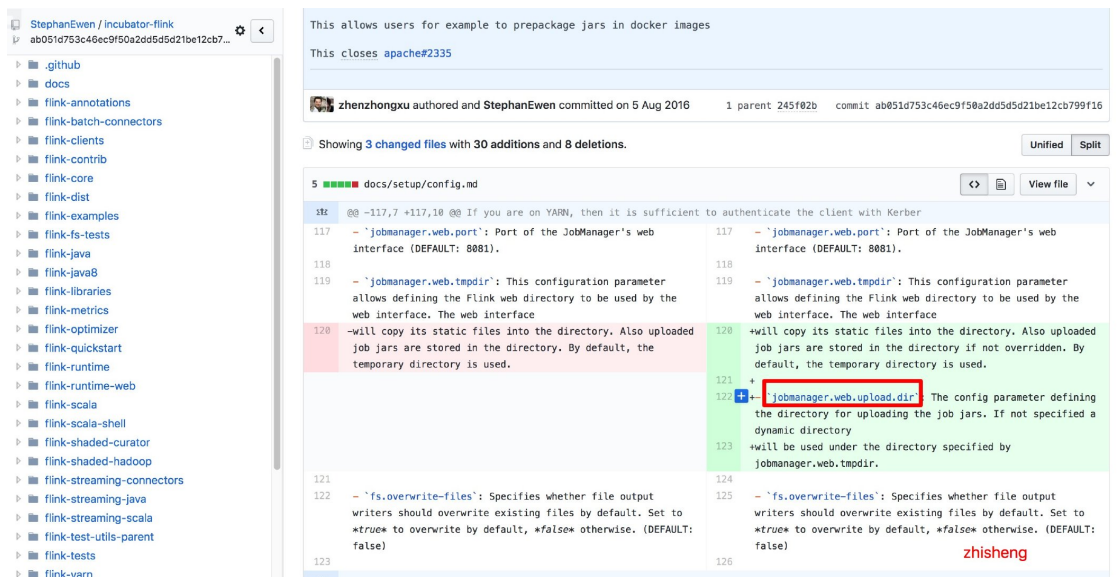 StephanEwen / incubator-flink
ab051d753c46ec9f50a2dd5d5d21be12cb7...
.github
docs
flink-annotations
flink-batch-connectors
flink-clients
flink-contrib
flink-core
flink-dist
flink-examples
flink-fs-tests
flink-java
flink-java8
flink-libraries
flink-metrics
flink-optimizer
flink-quickstart
flink-runtime
flink-runtime-web
flink-scala
flink-scala-shell
flink-shaded-curator
flink-shaded-hadoop
flink-streaming-connectors
flink-streaming-java
flink-streaming-scala
flink-test-utils-parent
flink-tests
flink-yarn
This allows users for example to prepackage jars in docker images
This closes apache#2335
zhenzhongxu authored and StephanEwen committed on 5 Aug 2016 1 parent 245f02b commit ab051d753c46ec9f50a2dd5d5d21be12cb799f16
Showing 3 changed files with 30 additions and 8 deletions. Unified Split
5 docs/setup/config.md <> View file
@@ -117,7 +117,10 @@ If you are on YARN, then it is sufficient to authenticate the client with Kerber
117 - `jobmanager.web.port`: Port of the JobManager's web
interface (DEFAULT: 8081).
118
119 - `jobmanager.web.tmpdir`: This configuration parameter
allows defining the Flink web directory to be used by the
web interface. The web interface
120 -will copy its static files into the directory. Also uploaded
job jars are stored in the directory. By default, the
temporary directory is used.
121
122 - `fs.overwrite-files`: Specifies whether file output
writers should overwrite existing files by default. Set to
*true* to overwrite by default, *false* otherwise. (DEFAULT:
false)
123
117 - `jobmanager.web.port`: Port of the JobManager's web
interface (DEFAULT: 8081).
118
119 - `jobmanager.web.tmpdir`: This configuration parameter
allows defining the Flink web directory to be used by the
web interface. The web interface
120 +will copy its static files into the directory. Also uploaded
job jars are stored in the directory if not overridden. By
default, the temporary directory is used.
121 +
122 +- `jobmanager.web.upload.dir`: The config parameter defining
the directory for uploading the job jars. If not specified a
dynamic directory
123 +will be used under the directory specified by
jobmanager.web.tmpdir.
124
125 - `fs.overwrite-files`: Specifies whether file output
writers should overwrite existing files by default. Set to
*true* to overwrite by default, *false* otherwise. (DEFAULT:
false)
126
zhisheng